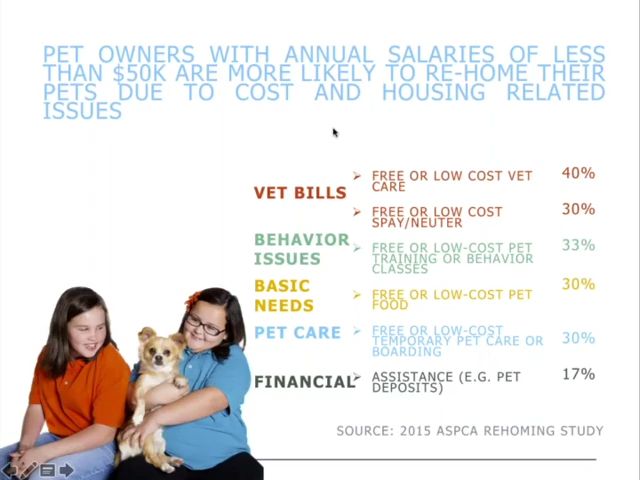 PET OWNERS WITH ANNUAL SALARIES OF LESS
THAN $50K ARE MORE LIKELY TO RE-HOME THEIR
PETS DUE TO COST AND HOUSING RELATED
ISSUES
VET BILLS
FREE OR LOW COST VET
CARE
40%
FREE OR LOW COST
SPAY/NEUTER
30%
BEHAVIOR
ISSUES
FREE OR LOW-COST PET
TRAINING OR BEHAVIOR
CLASSES
33%
BASIC
NEEDS
FREE OR LOW-COST PET
FOOD
30%
PET CARE
FREE OR LOW-COST
TEMPORARY PET CARE OR
BOARDING
30%
FINANCIAL
ASSISTANCE (E.G. PET
DEPOSITS)
17%
SOURCE: 2015 ASPCA REHOMING STUDY